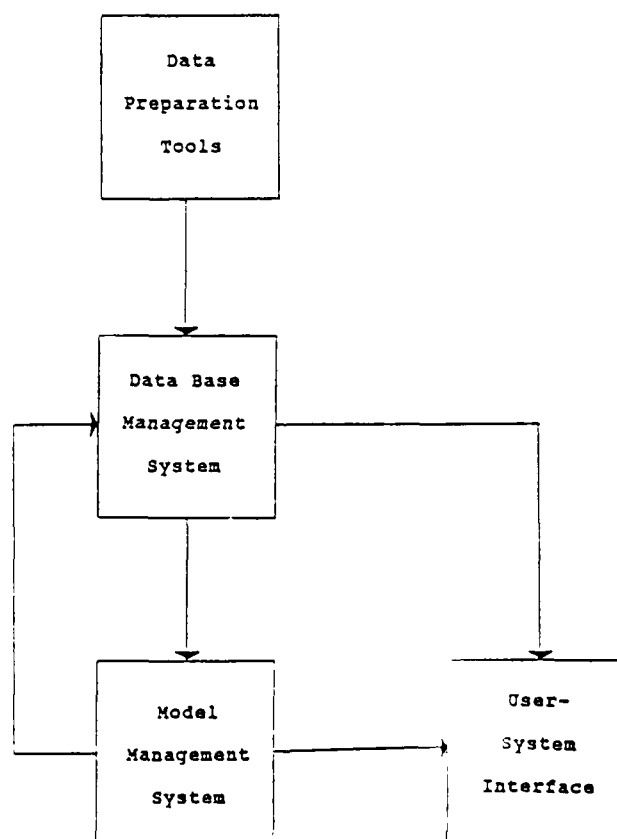 Data
Preparation
Tools
Data Base
Management
System
Model
Management
System
User-
System
Interface